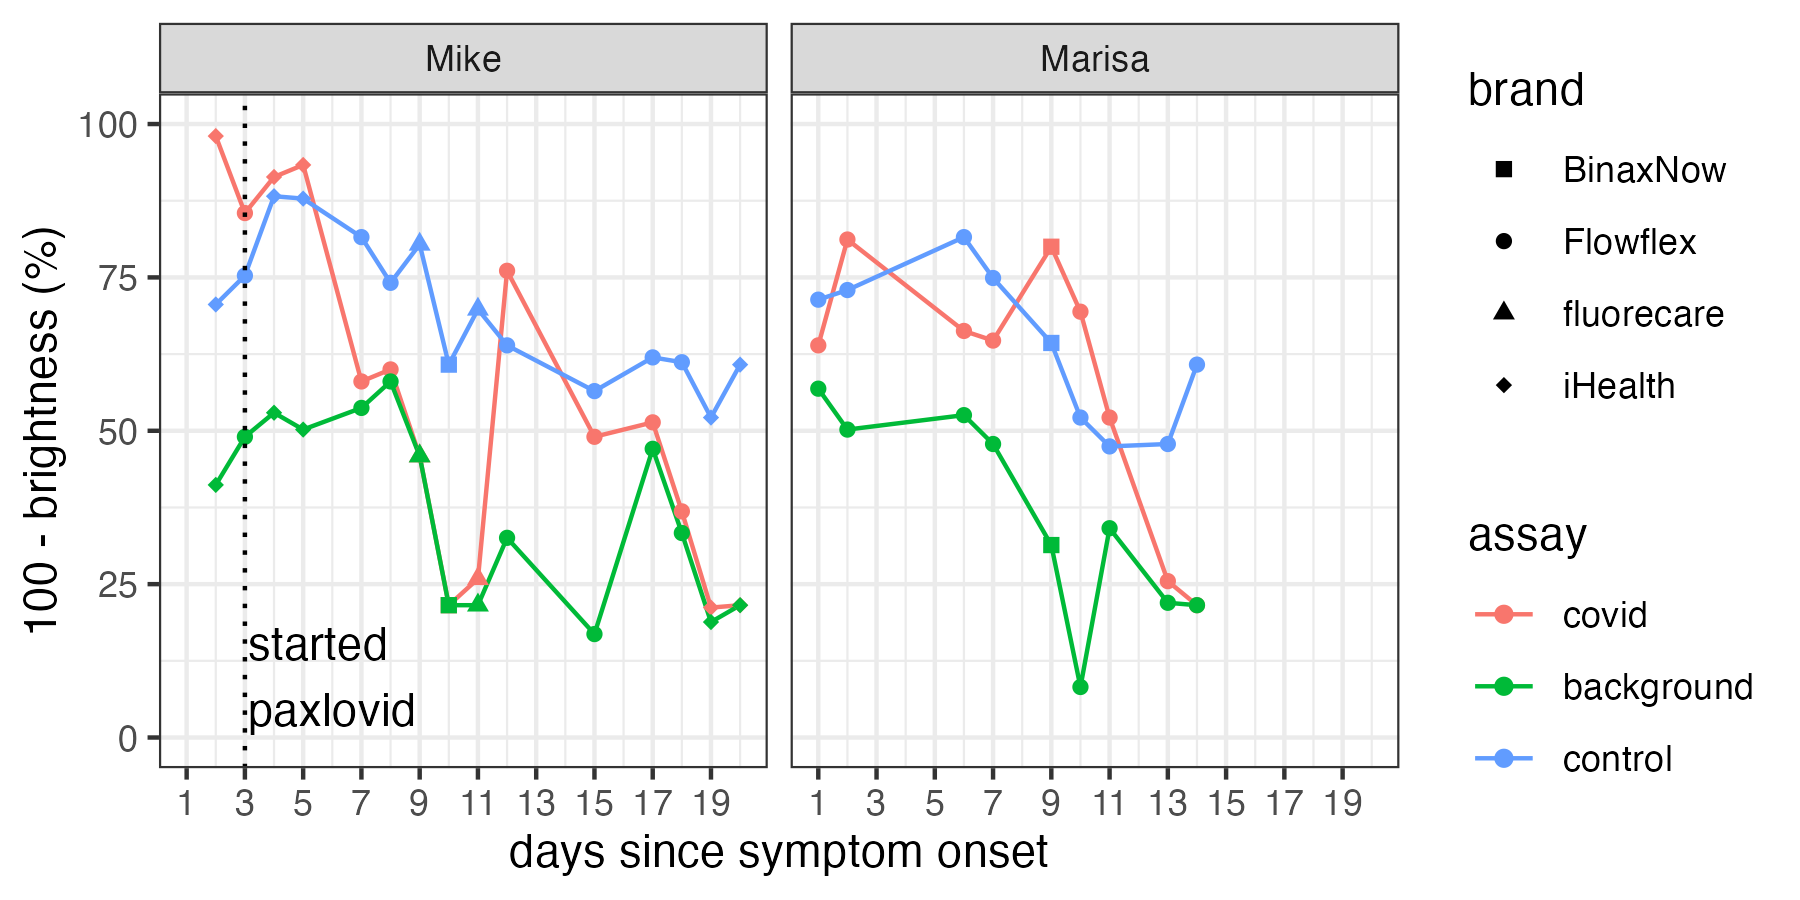 Mike
Marisa
100 - brightness (%)
100
75
50
25
0
started
paxlovid
1 3 5 7 9 11 13 15 17 19
1 3 5 7 9 11 13 15 17 19
days since symptom onset
brand
BinaxNow
Flowflex
fluorecare
iHealth
assay
covid
background
control